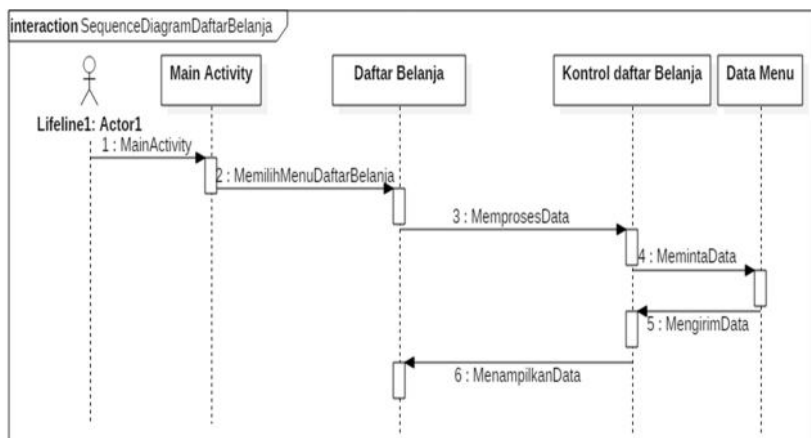 interaction SequenceDiagramDaftarBelanja
Main Activity
Daftar Belanja
Kontrol daftar Belanja
Data Menu
Lifeline1: Actor1
1 : MainActivity
2 : MemilihMenuDaftarBelanja
3 : MemprosesData
4 : MemintaData
5 : MengirimData
6 : MenampilkanData